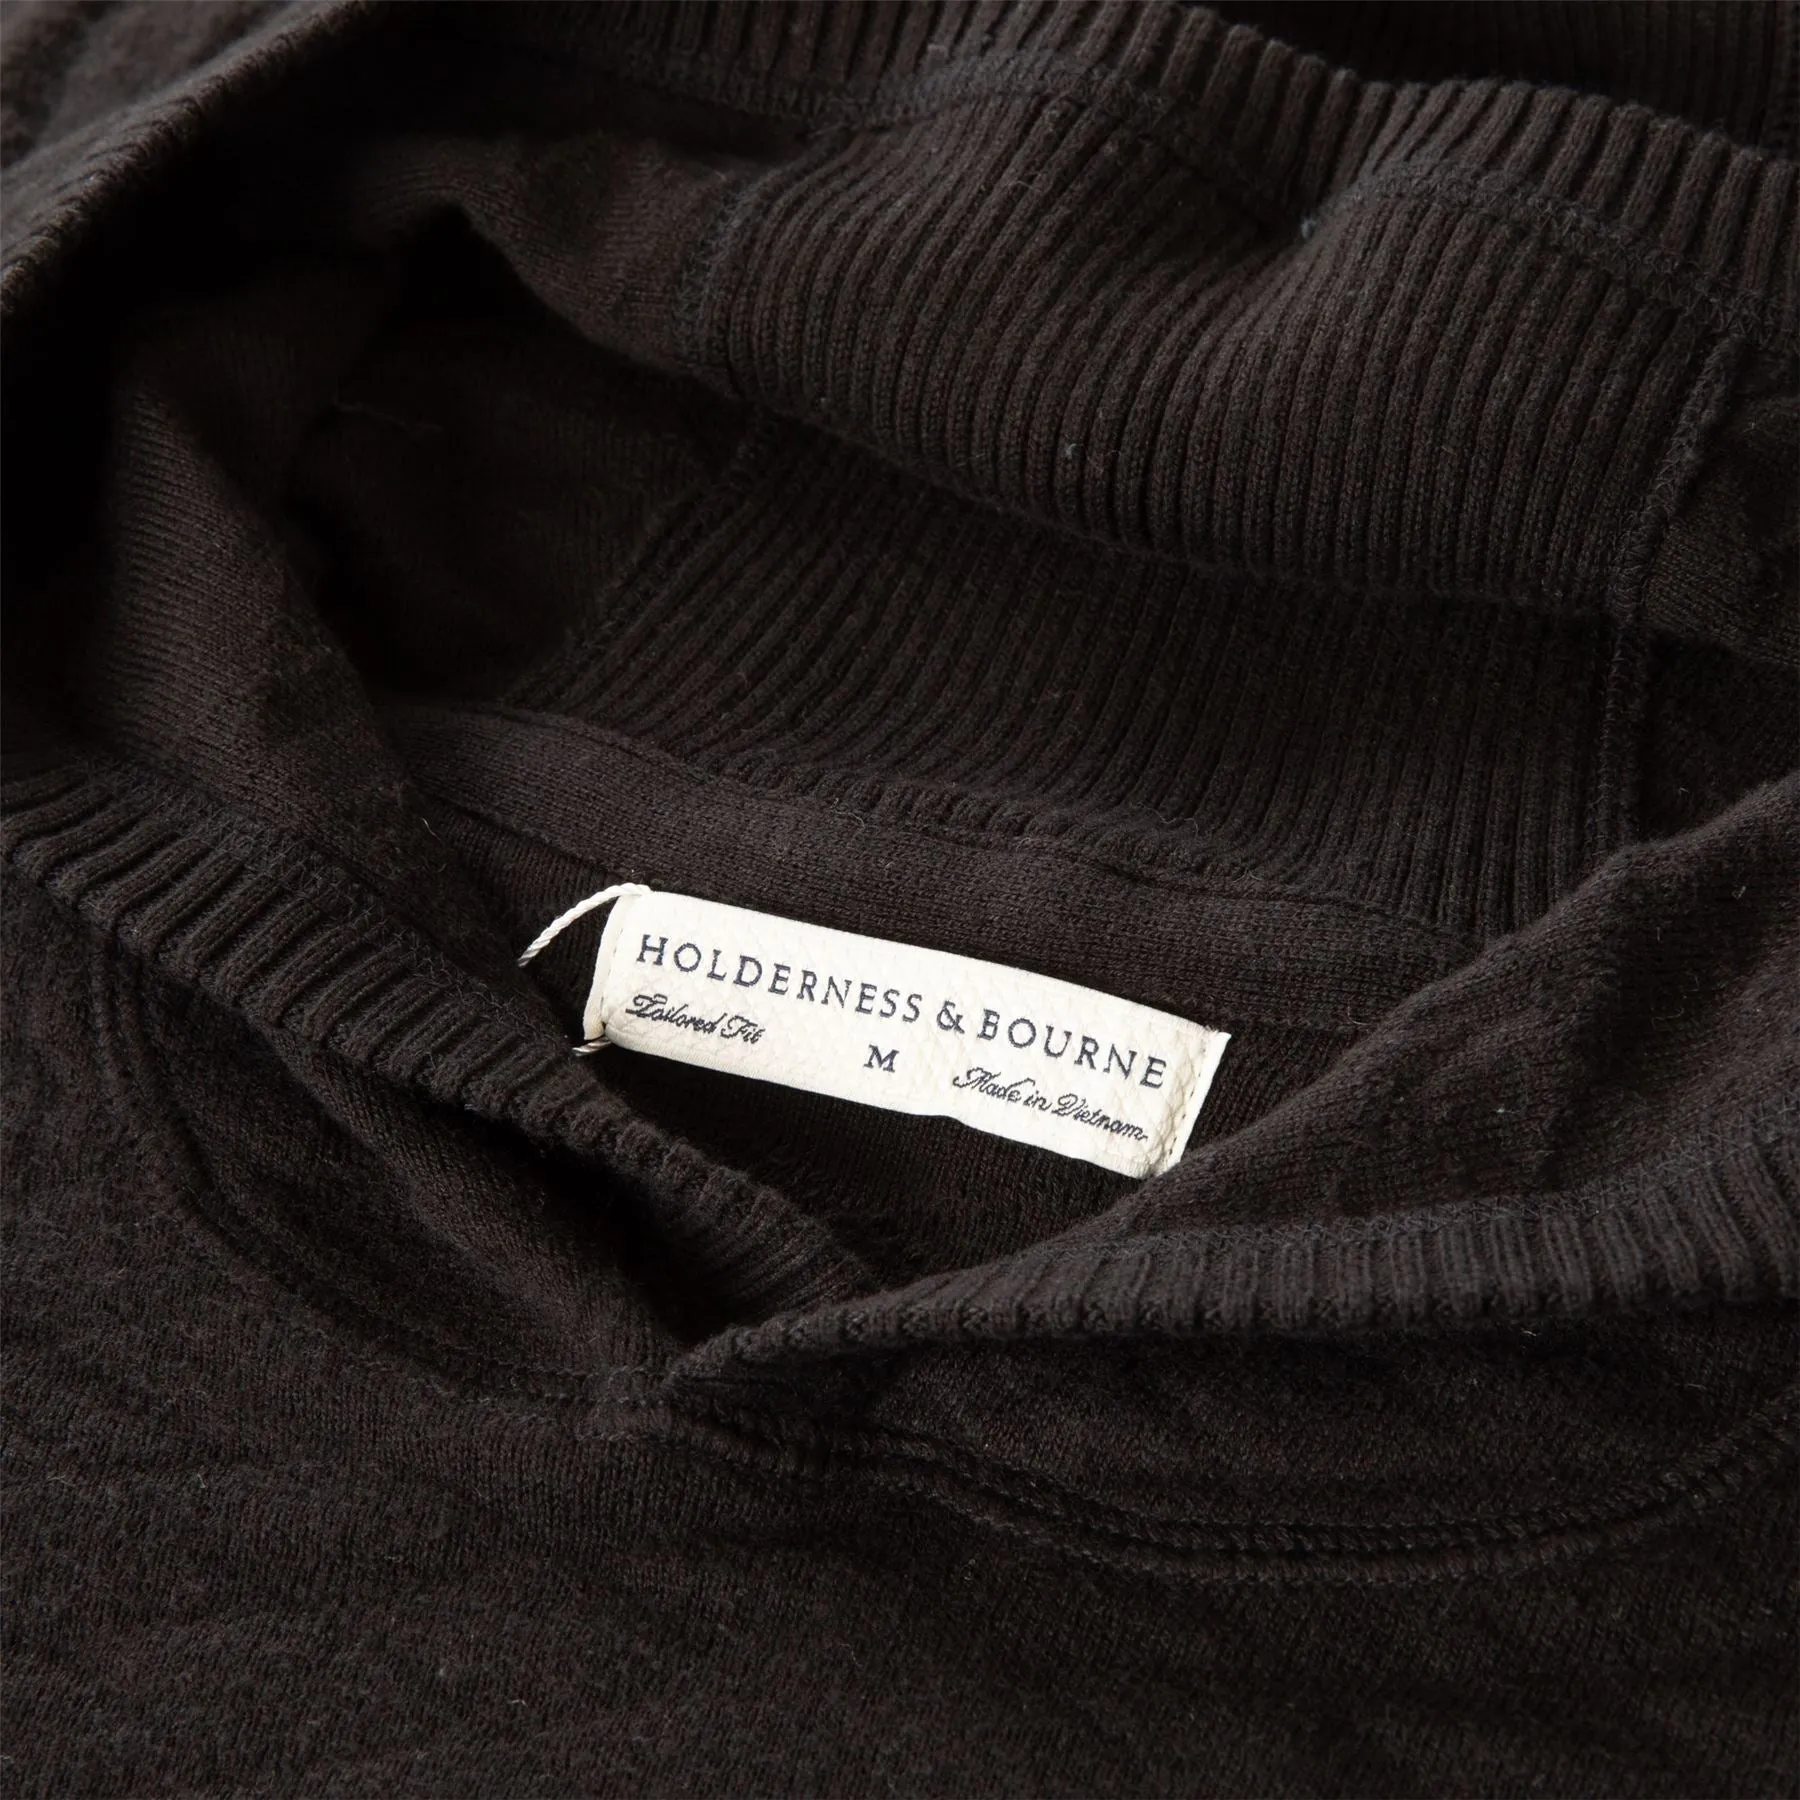 HOLDERNESS & BOURNE
Tailored Fit
M
Made in Vietnam